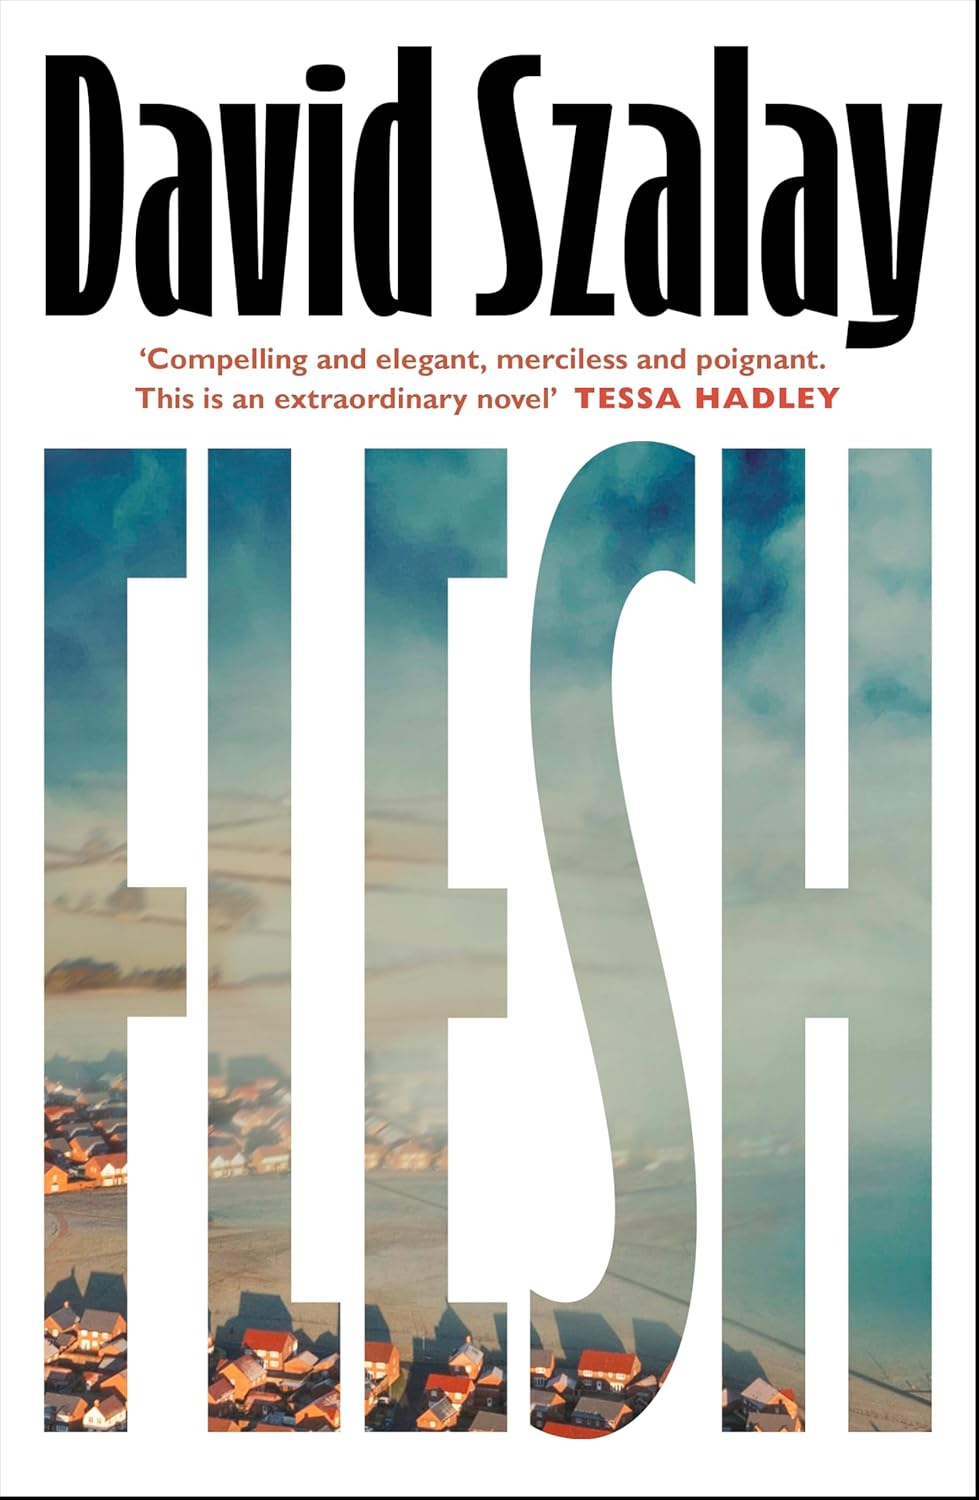 David Szalay
‘Compelling and elegant, merciless and poignant.
This is an extraordinary novel’ TESSA HADLEY
FLESH